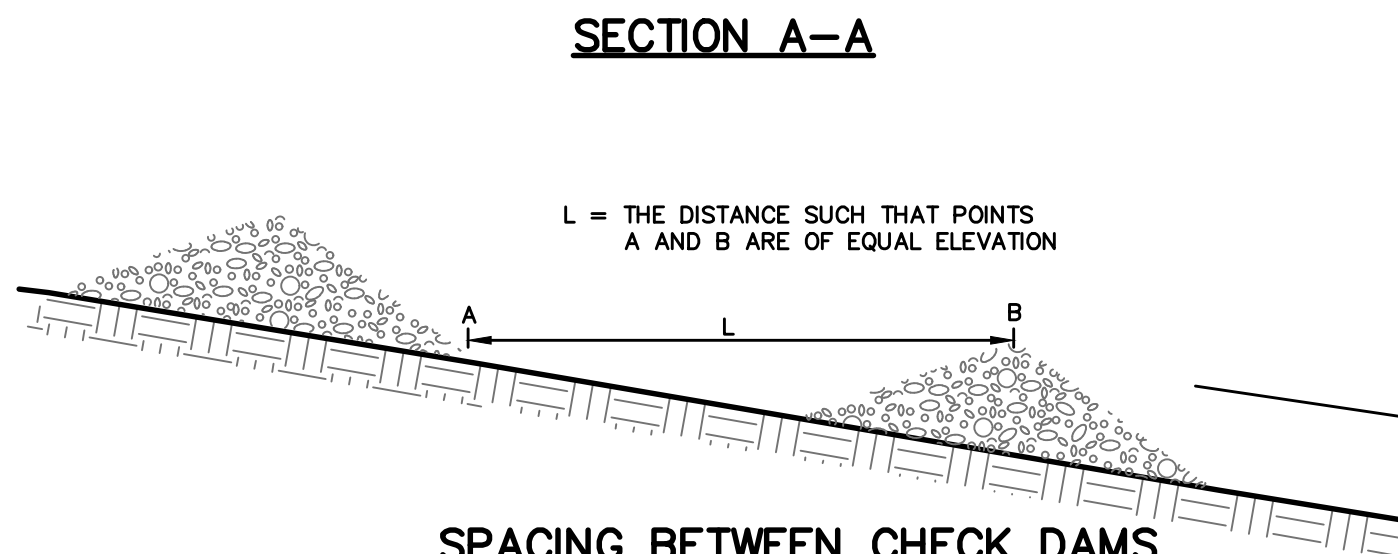 SECTION A-A
L = THE DISTANCE SUCH THAT POINTS
A AND B ARE OF EQUAL ELEVATION
A
L
B
SPACING BETWEEN CHECK DAMS